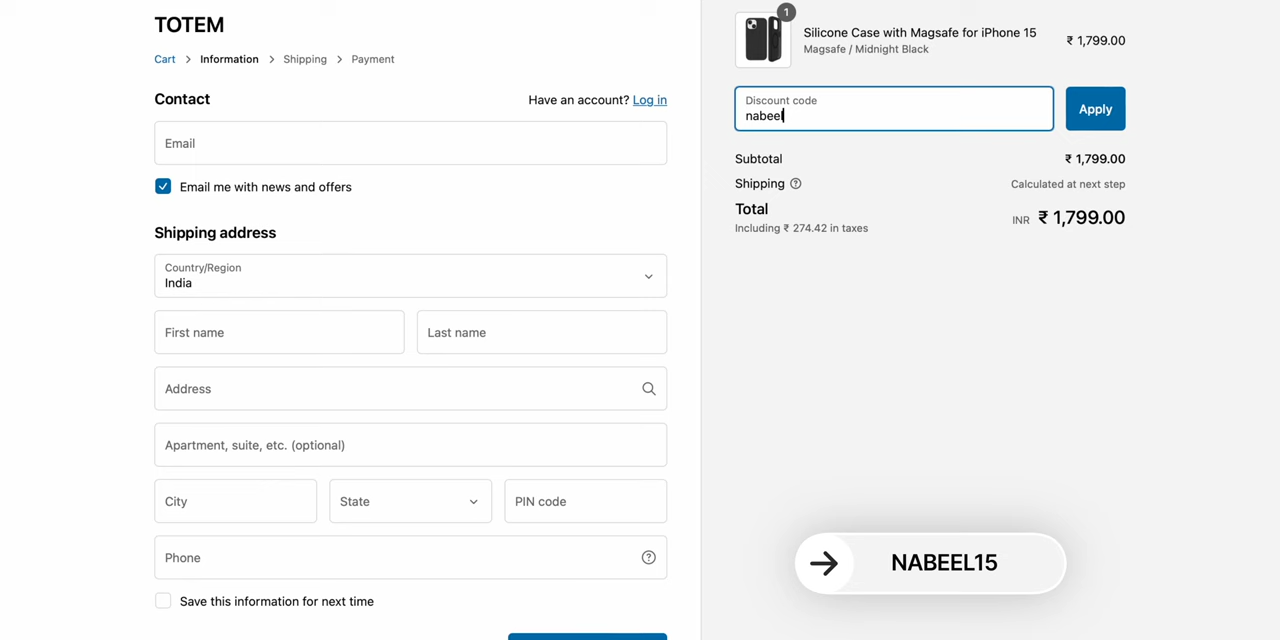 TOTEM
Cart > Information > Shipping > Payment
Contact
Have an account? Log in
Email
Email me with news and offers
Shipping address
Country/Region
India
First name
Last name
Address
Apartment, suite, etc. (optional)
City
State
PIN code
Phone
Save this information for next time
1
Silicone Case with Magsafe for iPhone 15
Magsafe / Midnight Black
₹ 1,799.00
Discount code
nabeel
Apply
Subtotal
₹ 1,799.00
Shipping
Calculated at next step
Total
Including ₹ 274.42 in taxes
INR ₹ 1,799.00
NABEEL15